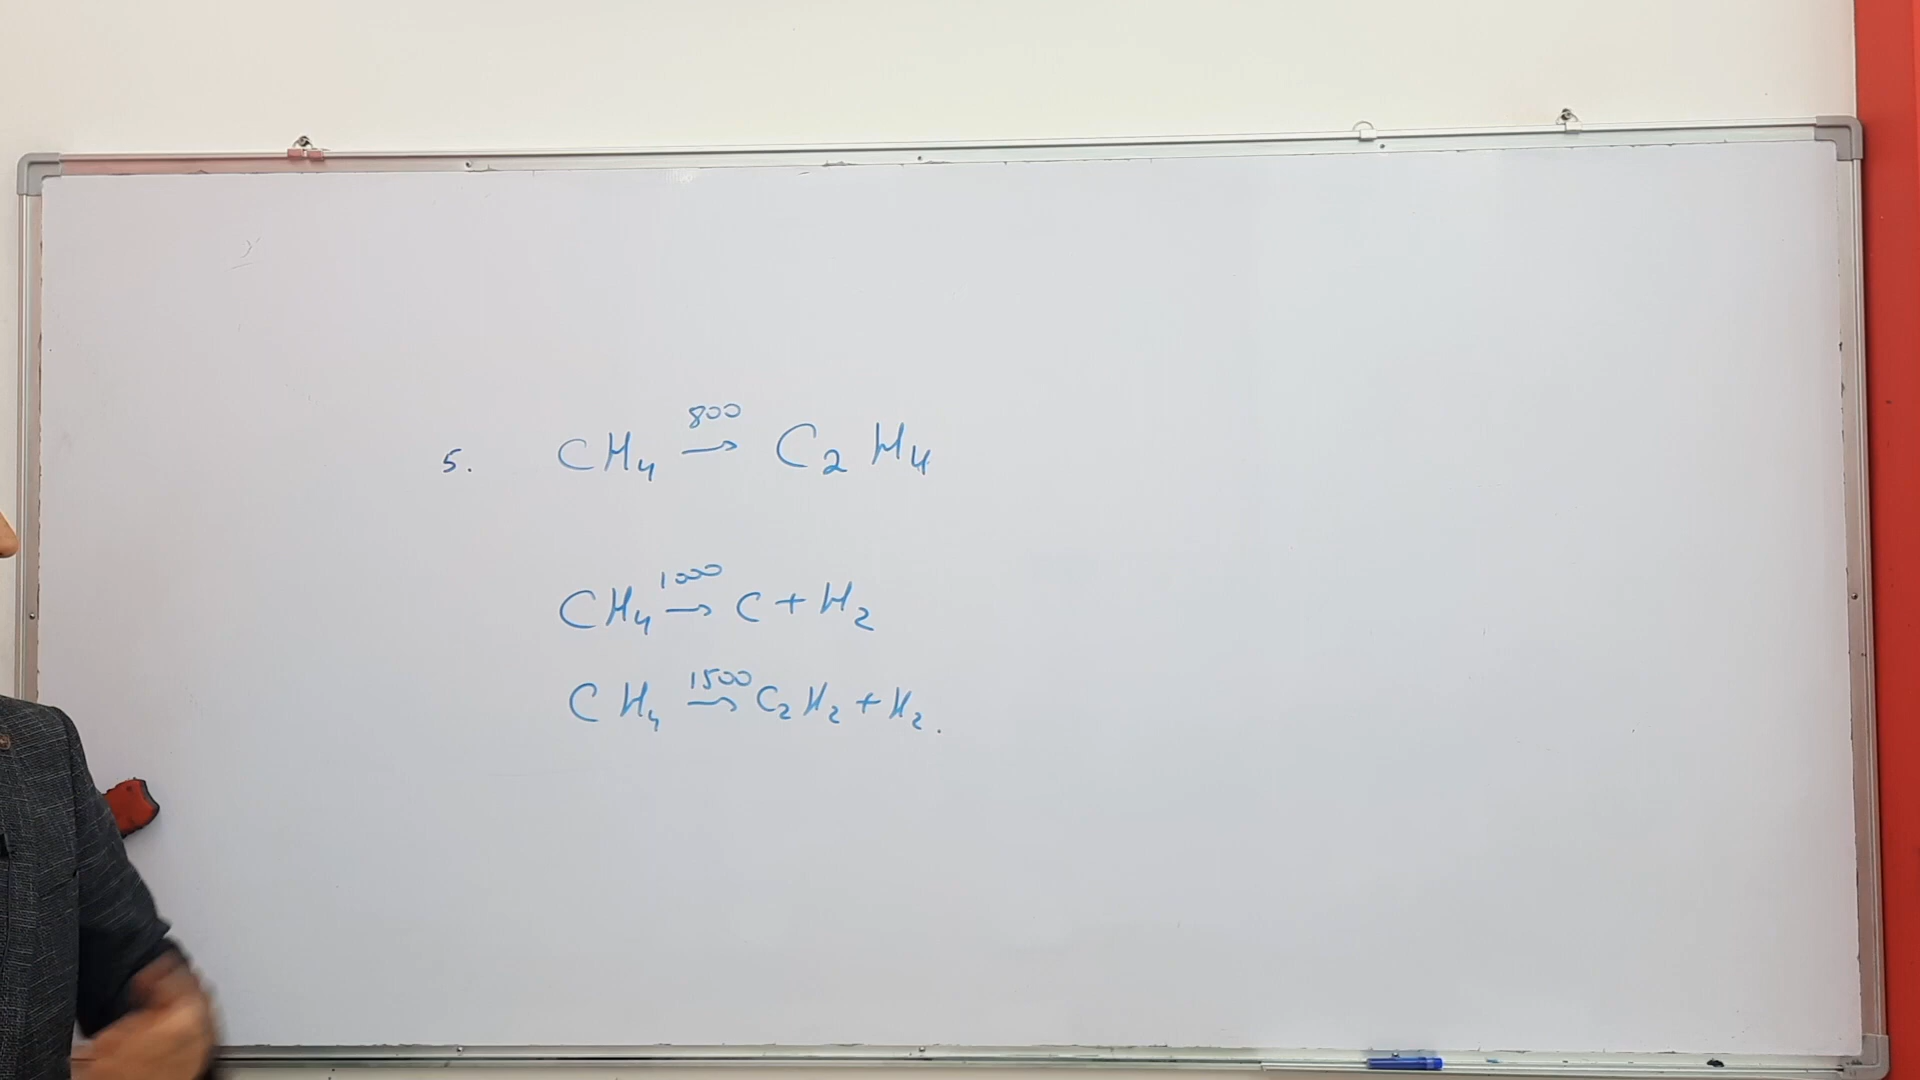 5. CH₄ 800→ C₂H₄
CH₄ 1000→ C + H₂
CH₄ 1500→ C₂H₂ + H₂.